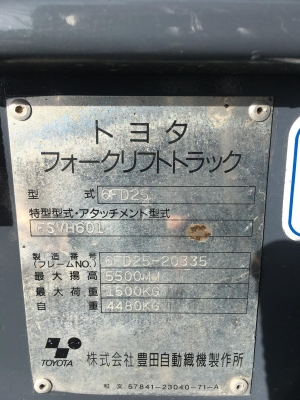 トヨタ
フォークリフトトラック
型式 6FD25
特型型式・アタッチメント型式
FSVH601
製造番号 (フレームNO.) 6FD25-20335
最大揚高 5500MM
最大荷重 1500KG
自重 4480KG
TOYOTA 株式会社 豊田自動織機製作所
和文 57841-23040-71-A